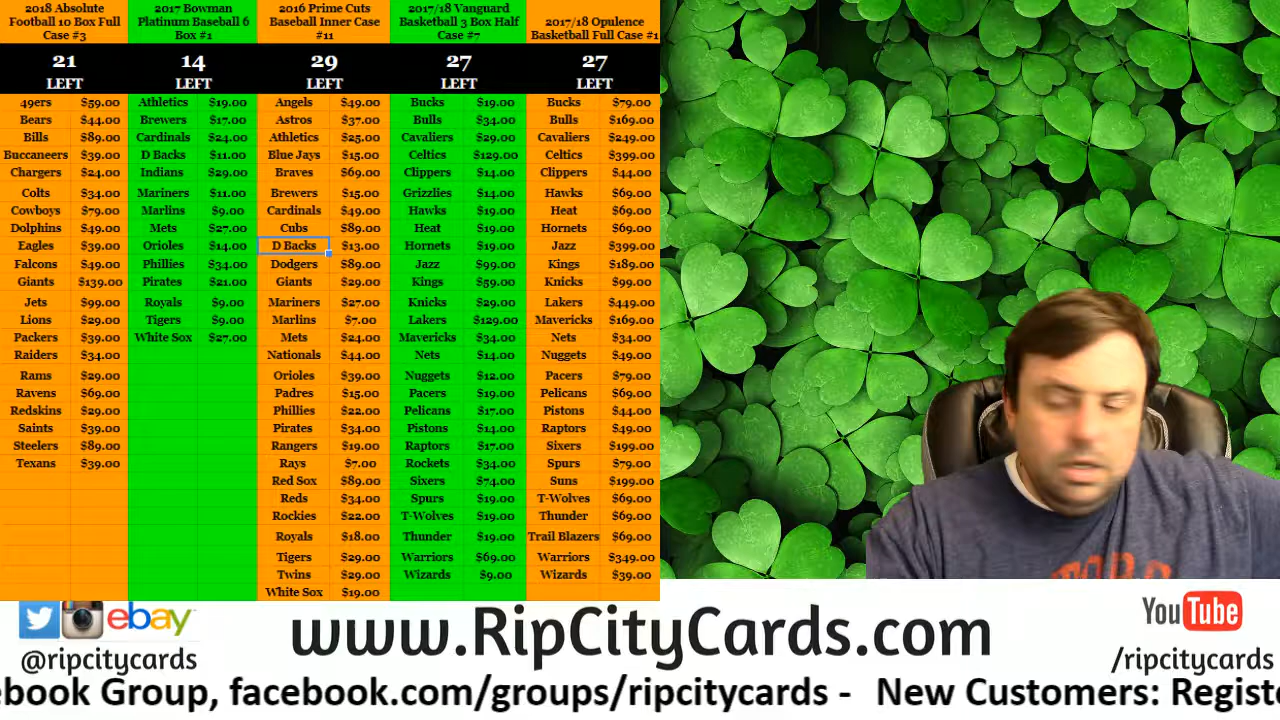 2018 Absolute Football 10 Box Full Case #3
2017 Bowman Platinum Baseball 6 Box #1
2016 Prime Cuts Baseball Inner Case #11
2017/18 Vanguard Basketball 3 Box Half Case #7
2017/18 Opulence Basketball Full Case #1
21 LEFT
14 LEFT
29 LEFT
27 LEFT
27 LEFT
49ers $59.00 Athletics $19.00 Angels $49.00 Bucks $19.00 Bucks $79.00
Bears $44.00 Brewers $17.00 Astros $37.00 Bulls $34.00 Bulls $169.00
Bills $89.00 Cardinals $24.00 Athletics $25.00 Cavaliers $29.00 Cavaliers $249.00
Buccaneers $39.00 D Backs $11.00 Blue Jays $15.00 Celtics $129.00 Celtics $399.00
Chargers $24.00 Indians $29.00 Braves $69.00 Clippers $14.00 Clippers $44.00
Colts $34.00 Mariners $11.00 Brewers $15.00 Grizzlies $14.00 Hawks $69.00
Cowboys $79.00 Marlins $9.00 Cardinals $49.00 Hawks $19.00 Heat $69.00
Dolphins $49.00 Mets $27.00 Cubs $89.00 Heat $19.00 Hornets $69.00
Eagles $39.00 Orioles $14.00 D Backs $13.00 Hornets $19.00 Jazz $399.00
Falcons $49.00 Phillies $34.00 Dodgers $89.00 Jazz $99.00 Kings $189.00
Giants $139.00 Pirates $21.00 Giants $29.00 Kings $59.00 Knicks $99.00
Jets $99.00 Royals $9.00 Mariners $27.00 Knicks $29.00 Lakers $449.00
Lions $29.00 Tigers $9.00 Marlins $7.00 Lakers $129.00 Mavericks $169.00
Packers $39.00 White Sox $27.00 Mets $24.00 Mavericks $34.00 Nets $34.00
Raiders $34.00 Nationals $44.00 Nets $14.00 Nuggets $49.00
Rams $29.00 Orioles $39.00 Nuggets $12.00 Pacers $79.00
Ravens $69.00 Padres $15.00 Pacers $19.00 Pelicans $69.00
Redskins $29.00 Phillies $22.00 Pelicans $17.00 Pistons $44.00
Saints $39.00 Pirates $34.00 Pistons $14.00 Raptors $49.00
Steelers $89.00 Rangers $19.00 Raptors $17.00 Sixers $199.00
Texans $39.00 Rays $7.00 Rockets $34.00 Spurs $79.00
Red Sox $89.00 Sixers $74.00 Suns $199.00
Reds $34.00 Spurs $19.00 T-Wolves $69.00
Rockies $22.00 T-Wolves $19.00 Thunder $69.00
Royals $18.00 Thunder $19.00 Trail Blazers $69.00
Tigers $29.00 Warriors $69.00 Warriors $349.00
Twins $29.00 Wizards $9.00 Wizards $39.00
White Sox $19.00
ebay
@ripcitycards
www.RipCityCards.com
YouTube
/ripcitycards
ebook Group, facebook.com/groups/ripcitycards - New Customers: Registe